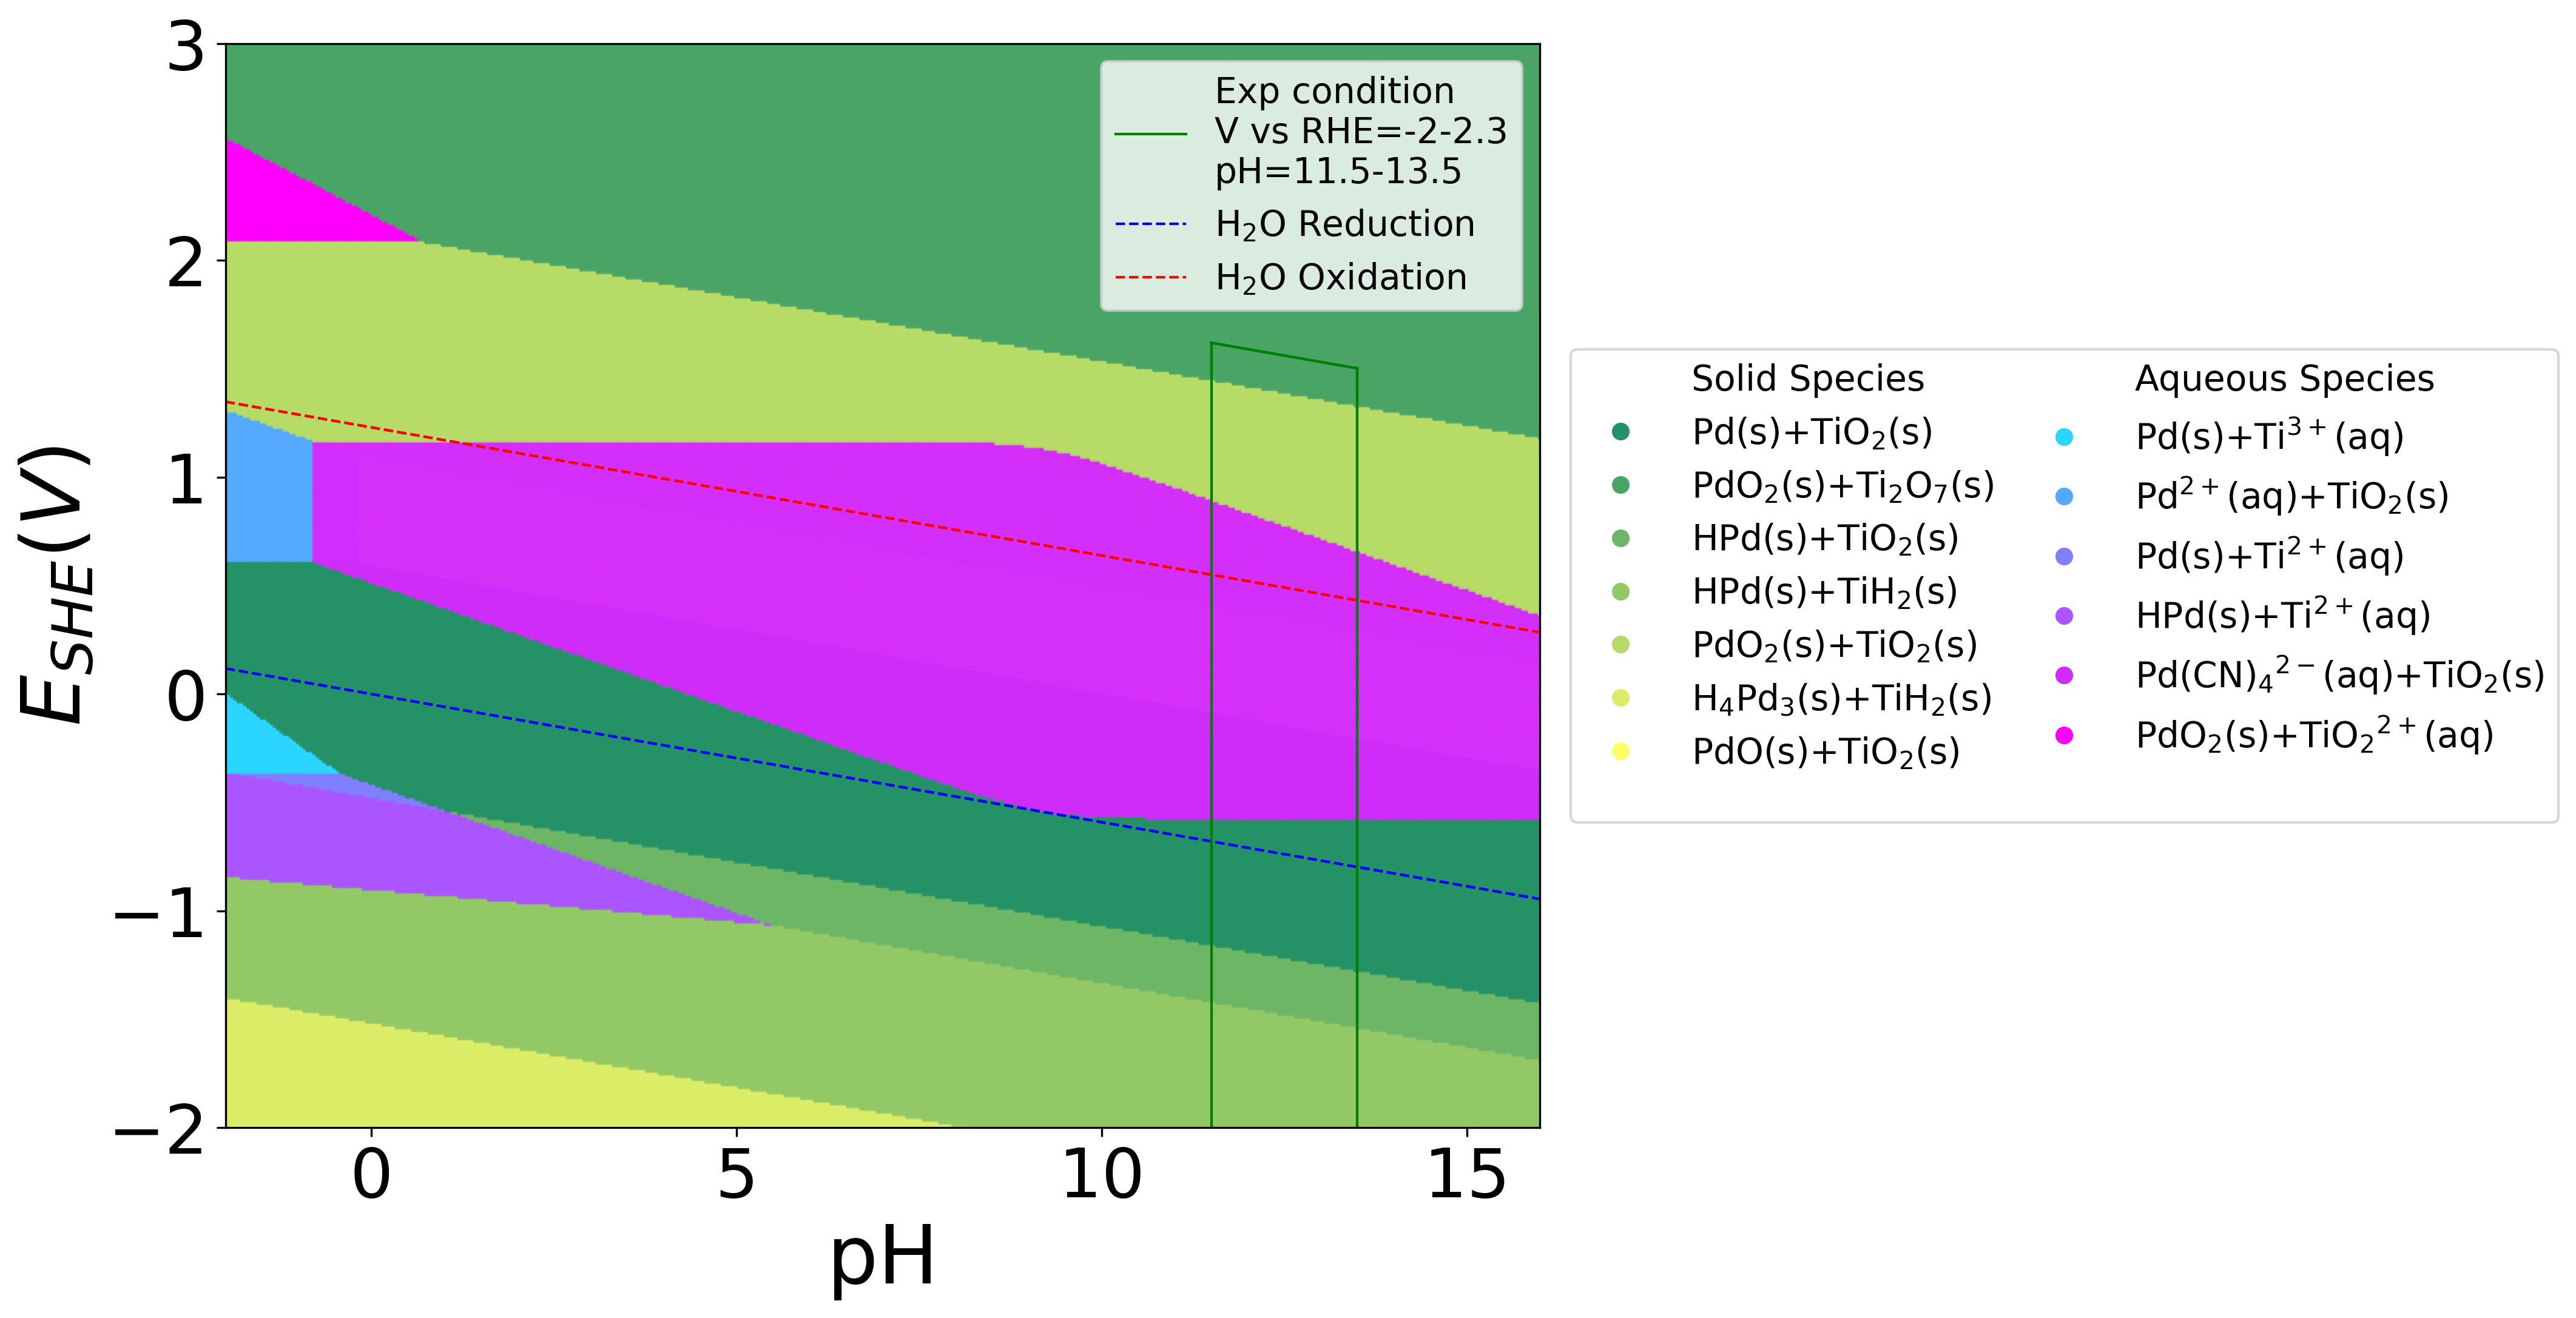 3
2
1
0
−1
−2
E_SHE(V)
0
5
10
15
pH
Exp condition
V vs RHE=-2-2.3
pH=11.5-13.5
H₂O Reduction
H₂O Oxidation
Solid Species
Pd(s)+TiO₂(s)
PdO₂(s)+Ti₂O₇(s)
HPd(s)+TiO₂(s)
HPd(s)+TiH₂(s)
PdO₂(s)+TiO₂(s)
H₄Pd₃(s)+TiH₂(s)
PdO(s)+TiO₂(s)
Aqueous Species
Pd(s)+Ti³⁺(aq)
Pd²⁺(aq)+TiO₂(s)
Pd(s)+Ti²⁺(aq)
HPd(s)+Ti²⁺(aq)
Pd(CN)₄²⁻(aq)+TiO₂(s)
PdO₂(s)+TiO₂²⁺(aq)